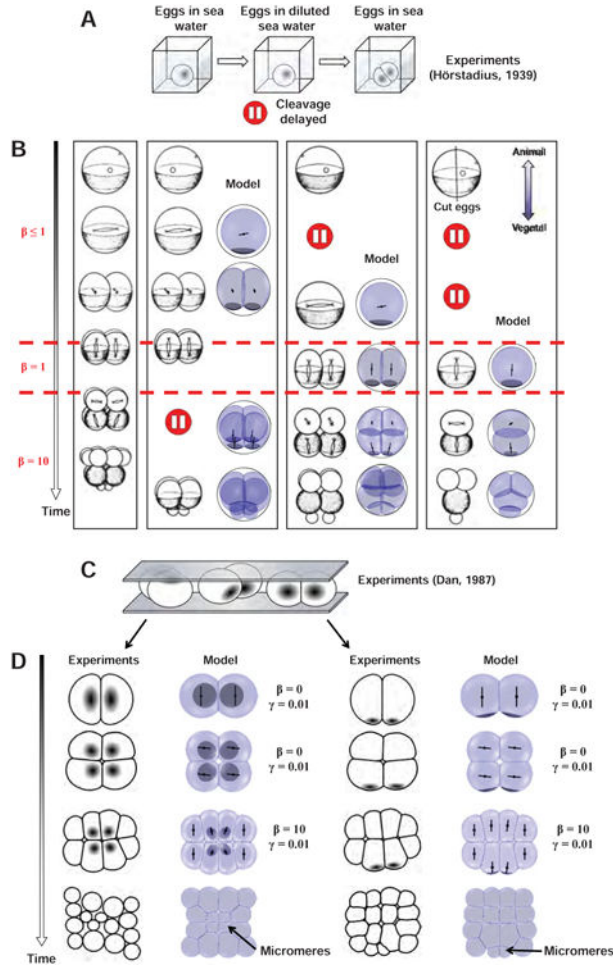 A
Eggs in sea
water
Eggs in diluted
sea water
Eggs in sea
water
Experiments
(Hörstadius, 1939)
Cleavage
delayed
B
Model
Animal
Cut eggs
Vegetal
β ≤ 1
Model
Model
β = 1
β = 10
Time
C
Experiments (Dan, 1987)
D
Experiments
Model
Experiments
Model
β = 0
γ = 0.01
β = 0
γ = 0.01
β = 0
γ = 0.01
β = 0
γ = 0.01
β = 10
γ = 0.01
β = 10
γ = 0.01
Micromeres
Micromeres
Time